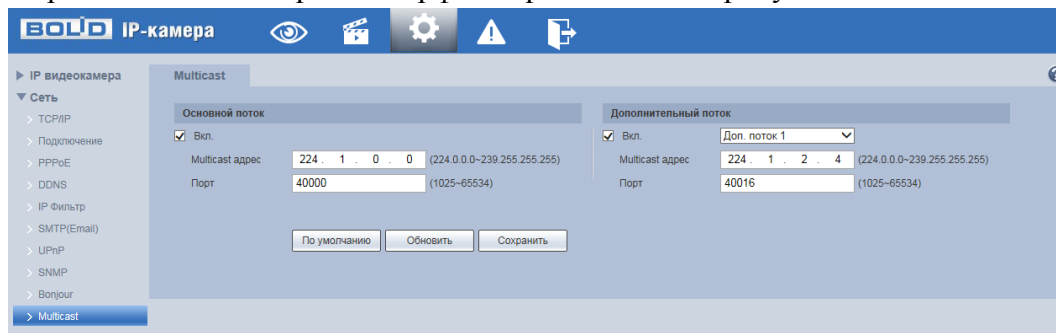 BOLID IP-камера
IP видеокамера
Сеть
TCP/IP
Подключение
PPPoE
DDNS
IP Фильтр
SMTP(Email)
UPnP
SNMP
Bonjour
Multicast
Multicast
Основной поток
Вкл.
Multicast адрес 224 . 1 . 0 . 0 (224.0.0.0~239.255.255.255)
Порт 40000 (1025~65534)
По умолчанию Обновить Сохранить
Дополнительный поток
Вкл. Доп. поток 1
Multicast адрес 224 . 1 . 2 . 4 (224.0.0.0~239.255.255.255)
Порт 40016 (1025~65534)